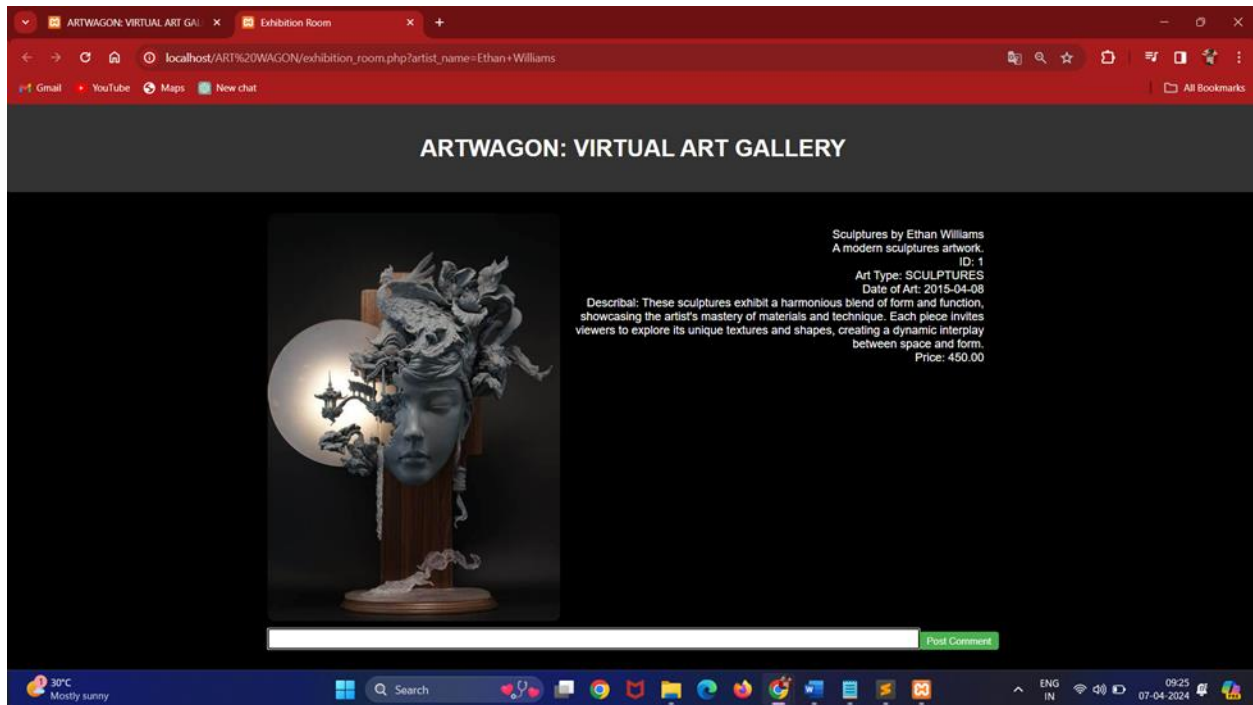 ARTWAGON: VIRTUAL ART GAL
Exhibition Room
localhost/ART%20WAGON/exhibition_room.php?artist_name=Ethan+Williams
Gmail YouTube Maps New chat
All Bookmarks
ARTWAGON: VIRTUAL ART GALLERY
Sculptures by Ethan Williams
A modern sculptures artwork.
ID: 1
Art Type: SCULPTURES
Date of Art: 2015-04-08
Describal: These sculptures exhibit a harmonious blend of form and function,
showcasing the artist's mastery of materials and technique. Each piece invites
viewers to explore its unique textures and shapes, creating a dynamic interplay
between space and form.
Price: 450.00
Post Comment
30°C
Mostly sunny
Search
ENG
IN
09:25
07-04-2024